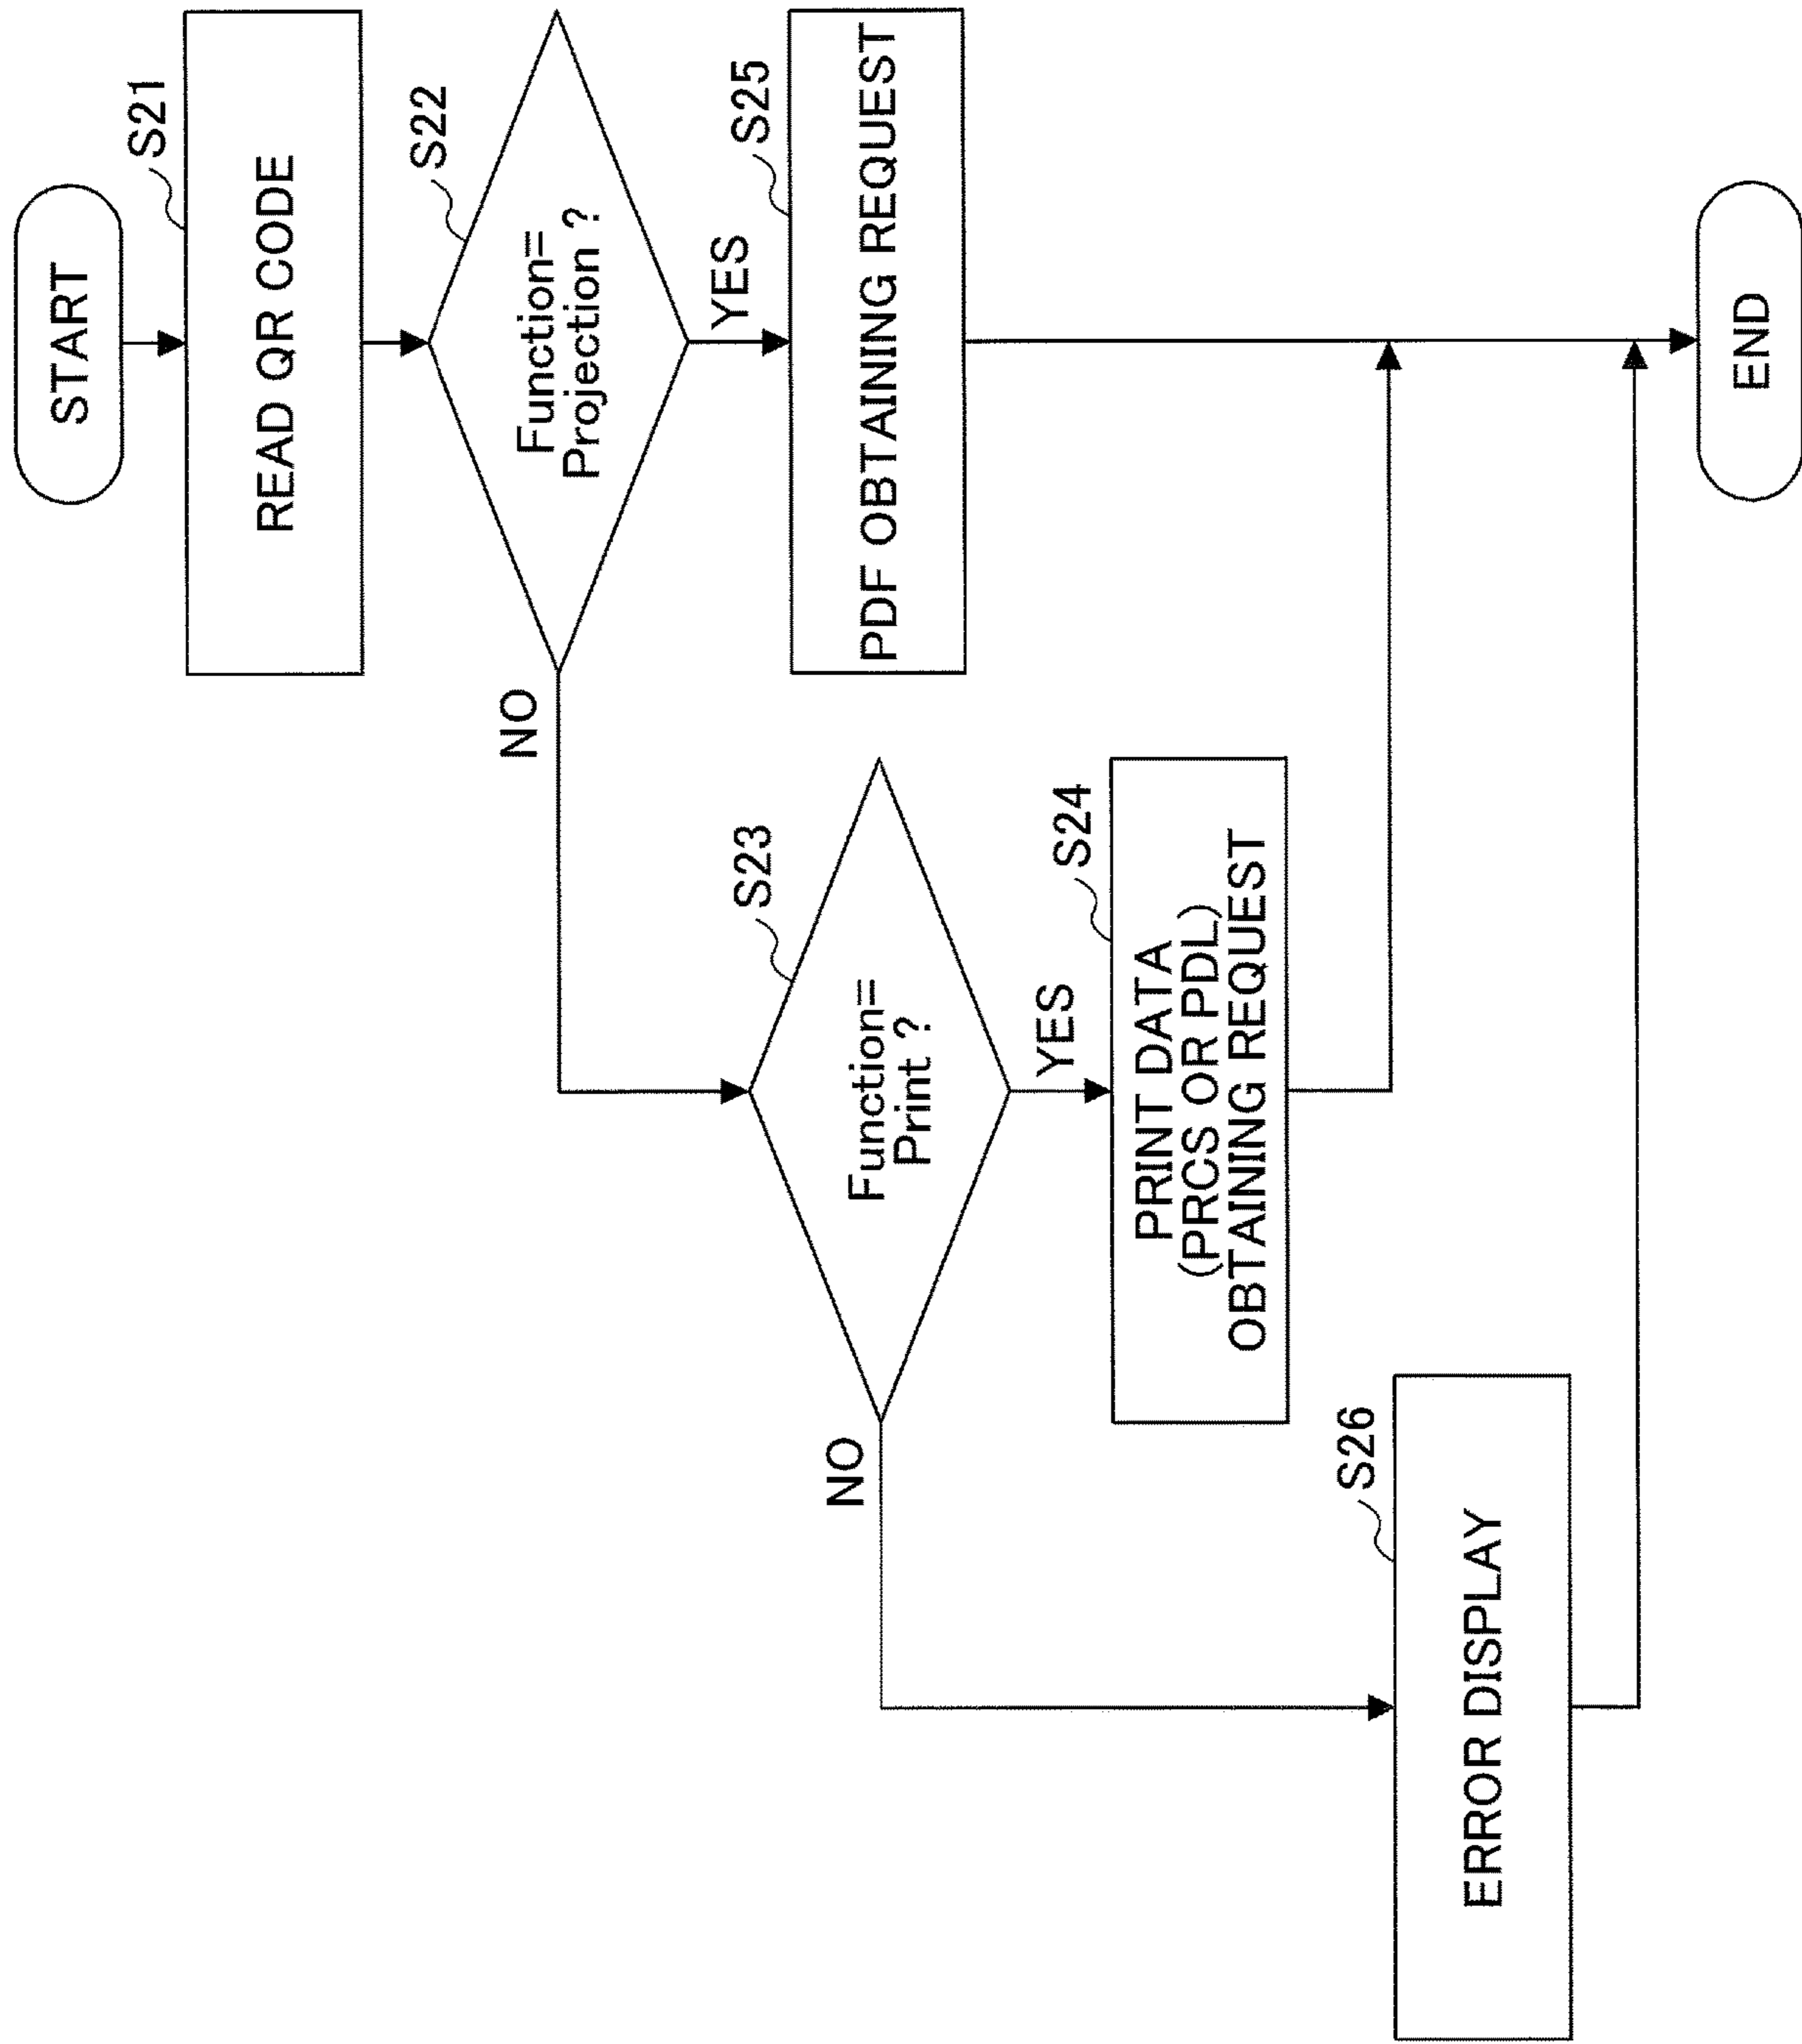 START
S21
READ QR CODE
S22
Function=
Projection ?
NO
YES
S25
PDF OBTAINING REQUEST
S23
Function=
Print ?
NO
YES
S24
PRINT DATA
(PRCS OR PDL)
OBTAINING REQUEST
S26
ERROR DISPLAY
END